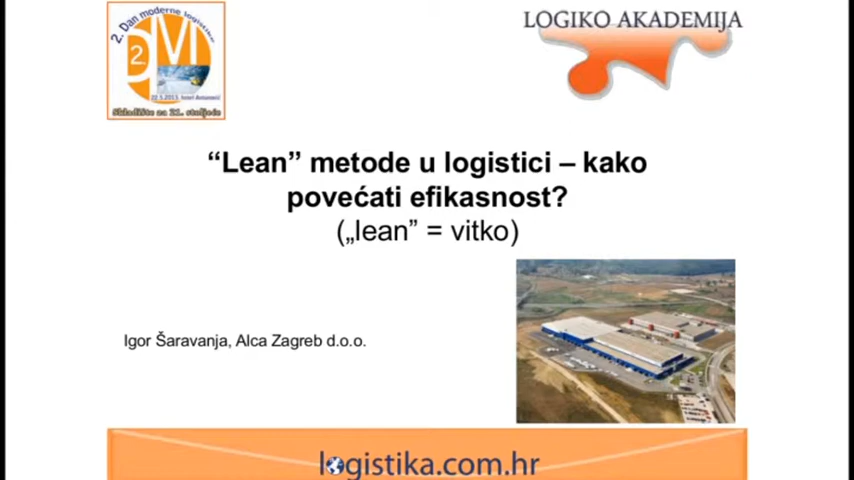 2. Dan moderne logistike
2.
DM
Skladište za 21. stoljeće
LOGIKO AKADEMIJA
“Lean” metode u logistici – kako
povećati efikasnost?
(„lean” = vitko)
Igor Šaravanja, Alca Zagreb d.o.o.
logistika.com.hr